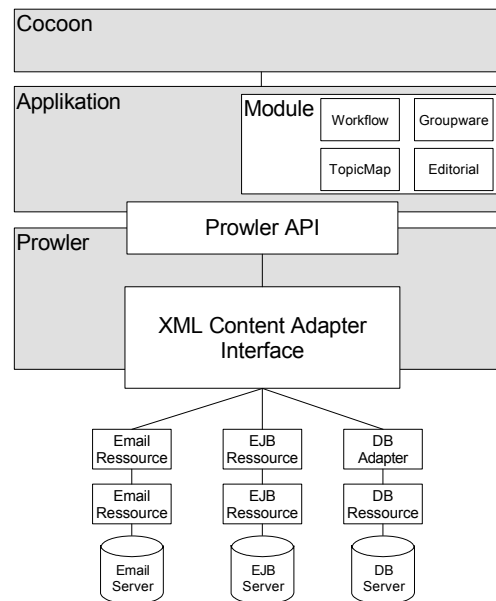 Cocoon
Applikation
Module
Workflow
Groupware
TopicMap
Editorial
Prowler API
Prowler
XML Content Adapter
Interface
Email
Ressource
EJB
Ressource
DB
Adapter
Email
Ressource
EJB
Ressource
DB
Ressource
Email
Server
EJB
Server
DB
Server